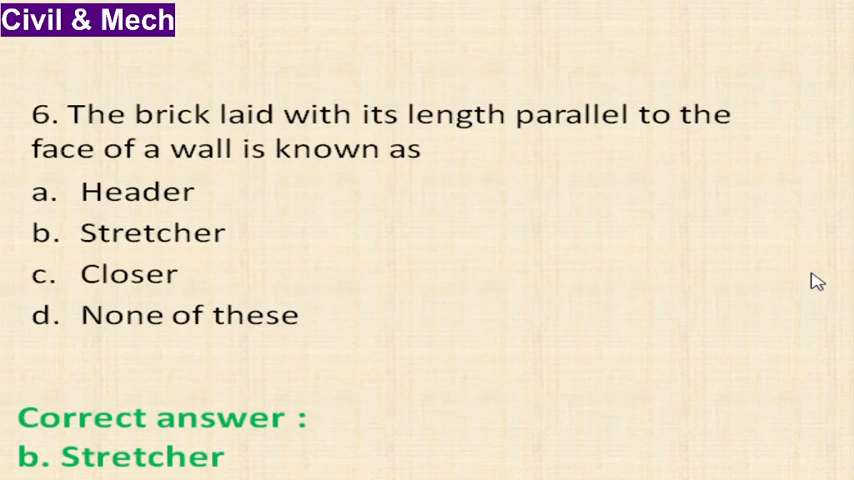 Civil & Mech
6. The brick laid with its length parallel to the
face of a wall is known as
a. Header
b. Stretcher
c. Closer
d. None of these
Correct answer :
b. Stretcher